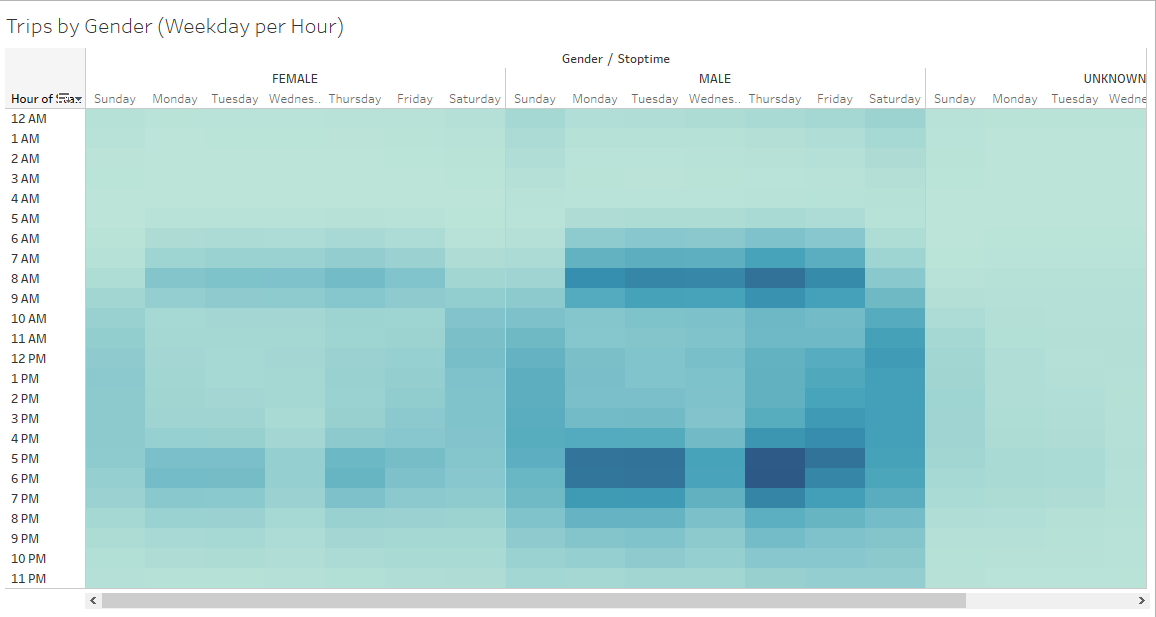 Trips by Gender (Weekday per Hour)
Gender / Stoptime
FEMALE MALE UNKNOWN
Hour of Sunday Monday Tuesday Wednes.. Thursday Friday Saturday Sunday Monday Tuesday Wednes.. Thursday Friday Saturday Sunday Monday Tuesday Wedne
12 AM
1 AM
2 AM
3 AM
4 AM
5 AM
6 AM
7 AM
8 AM
9 AM
10 AM
11 AM
12 PM
1 PM
2 PM
3 PM
4 PM
5 PM
6 PM
7 PM
8 PM
9 PM
10 PM
11 PM